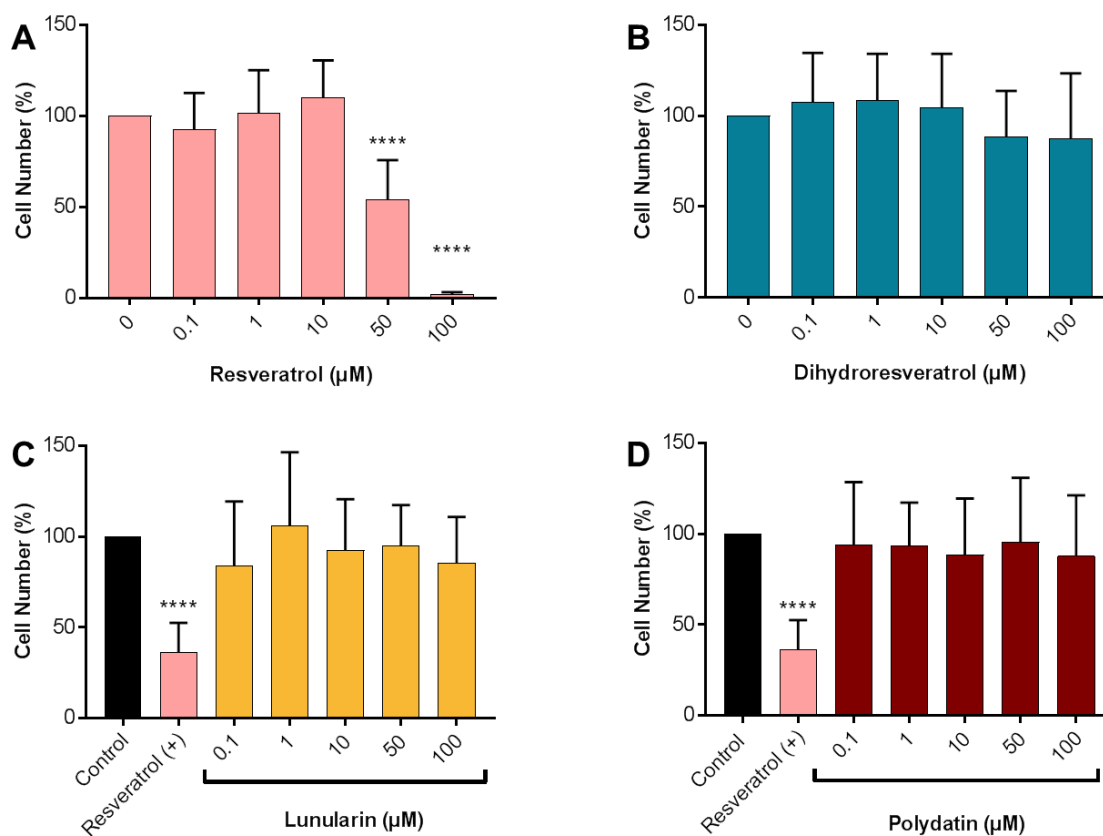 A
Cell Number (%)
150
100
50
0
****
****
0 0.1 1 10 50 100
Resveratrol (µM)
B
Cell Number (%)
150
100
50
0
0 0.1 1 10 50 100
Dihydroresveratrol (µM)
C
Cell Number (%)
150
100
50
0
****
Control Resveratrol (+) 0.1 1 10 50 100
Lunularin (µM)
D
Cell Number (%)
150
100
50
0
****
Control Resveratrol (+) 0.1 1 10 50 100
Polydatin (µM)